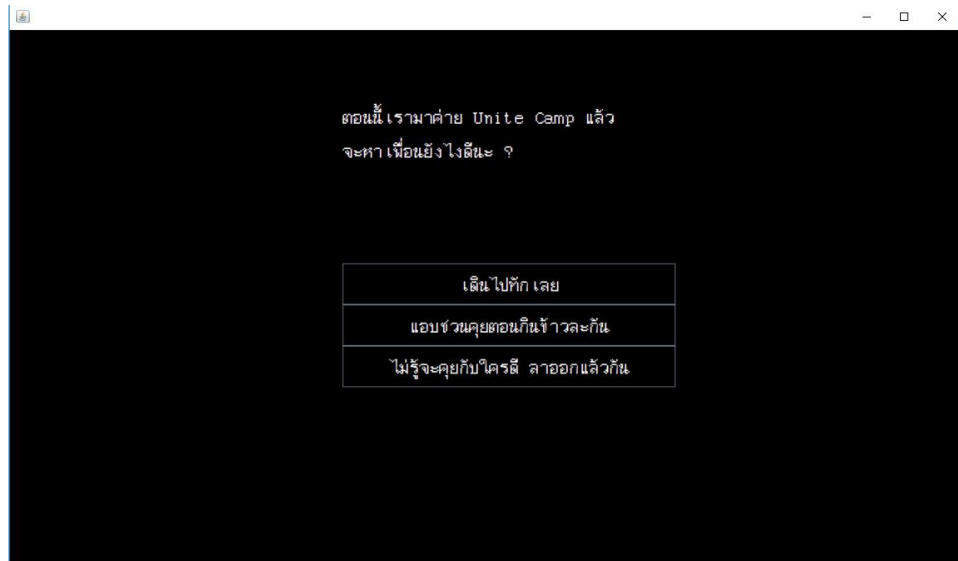 ตอนนี้เรามาค่าย Unite Camp แล้ว
จะหาเพื่อนยังไงดีนะ ?
เดินไปทักเลย
แอบชวนคุยตอนกินข้าวละกัน
ไม่รู้จะคุยกับใครดี ลาออกแล้วกัน